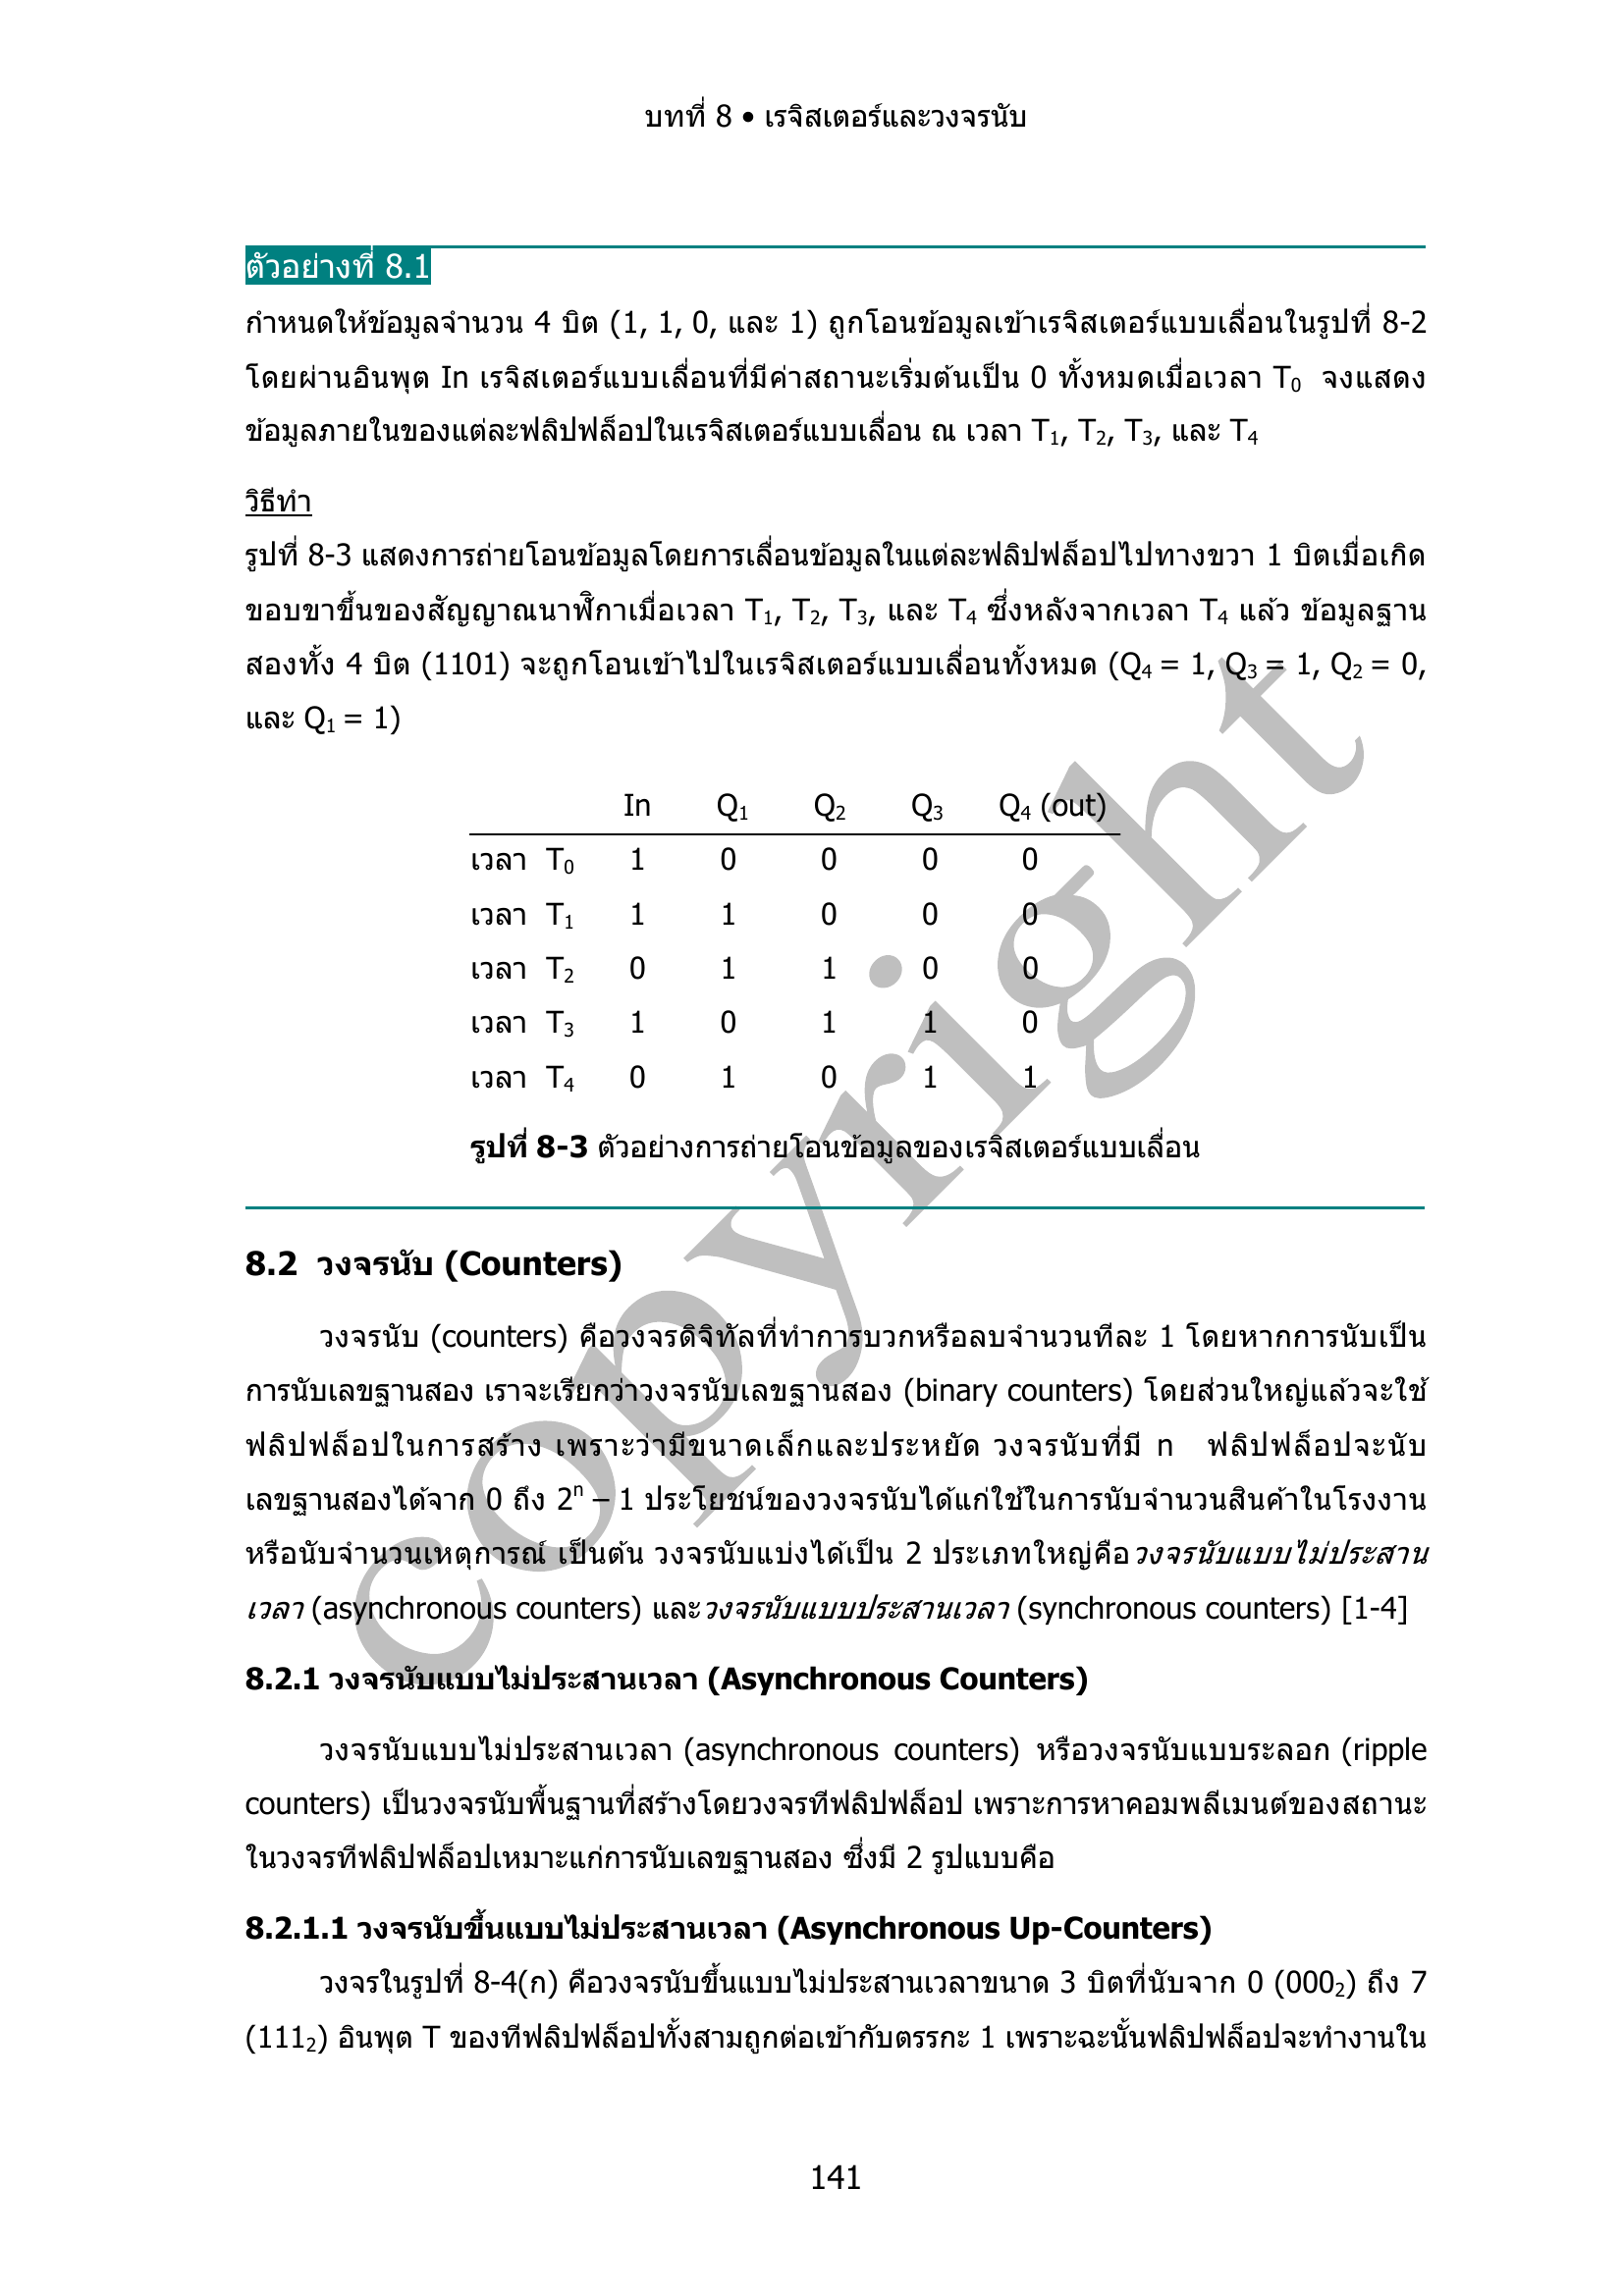 บทที่ 8 • เรจิสเตอร์และวงจรนับ
ตัวอย่างที่ 8.1
กำหนดให้ข้อมูลจำนวน 4 บิต (1, 1, 0, และ 1) ถูกโอนข้อมูลเข้าเรจิสเตอร์แบบเลื่อนในรูปที่ 8-2
โดยผ่านอินพุต In เรจิสเตอร์แบบเลื่อนที่มีค่าสถานะเริ่มต้นเป็น 0 ทั้งหมดเมื่อเวลา T₀ จงแสดง
ข้อมูลภายในของแต่ละฟลิปฟล็อปในเรจิสเตอร์แบบเลื่อน ณ เวลา T₁, T₂, T₃, และ T₄
วิธีทำ
รูปที่ 8-3 แสดงการถ่ายโอนข้อมูลโดยการเลื่อนข้อมูลในแต่ละฟลิปฟล็อปไปทางขวา 1 บิตเมื่อเกิด
ขอบขาขึ้นของสัญญาณนาฬิกาเมื่อเวลา T₁, T₂, T₃, และ T₄ ซึ่งหลังจากเวลา T₄ แล้ว ข้อมูลฐาน
สองทั้ง 4 บิต (1101) จะถูกโอนเข้าไปในเรจิสเตอร์แบบเลื่อนทั้งหมด (Q₄ = 1, Q₃ = 1, Q₂ = 0,
และ Q₁ = 1)
In Q₁ Q₂ Q₃ Q₄ (out)
เวลา T₀ 1 0 0 0 0
เวลา T₁ 1 1 0 0 0
เวลา T₂ 0 1 1 0 0
เวลา T₃ 1 0 1 1 0
เวลา T₄ 0 1 0 1 1
รูปที่ 8-3 ตัวอย่างการถ่ายโอนข้อมูลของเรจิสเตอร์แบบเลื่อน
8.2 วงจรนับ (Counters)
วงจรนับ (counters) คือวงจรดิจิทัลที่ทำการบวกหรือลบจำนวนทีละ 1 โดยหากการนับเป็น
การนับเลขฐานสอง เราจะเรียกว่าวงจรนับเลขฐานสอง (binary counters) โดยส่วนใหญ่แล้วจะใช้
ฟลิปฟล็อปในการสร้าง เพราะว่ามีขนาดเล็กและประหยัด วงจรนับที่มี n ฟลิปฟล็อปจะนับ
เลขฐานสองได้จาก 0 ถึง 2ⁿ – 1 ประโยชน์ของวงจรนับได้แก่ใช้ในการนับจำนวนสินค้าในโรงงาน
หรือนับจำนวนเหตุการณ์ เป็นต้น วงจรนับแบ่งได้เป็น 2 ประเภทใหญ่คือวงจรนับแบบไม่ประสาน
เวลา (asynchronous counters) และวงจรนับแบบประสานเวลา (synchronous counters) [1-4]
8.2.1 วงจรนับแบบไม่ประสานเวลา (Asynchronous Counters)
วงจรนับแบบไม่ประสานเวลา (asynchronous counters) หรือวงจรนับแบบระลอก (ripple
counters) เป็นวงจรนับพื้นฐานที่สร้างโดยวงจรทีฟลิปฟล็อป เพราะการหาคอมพลีเมนต์ของสถานะ
ในวงจรทีฟลิปฟล็อปเหมาะแก่การนับเลขฐานสอง ซึ่งมี 2 รูปแบบคือ
8.2.1.1 วงจรนับขึ้นแบบไม่ประสานเวลา (Asynchronous Up-Counters)
วงจรในรูปที่ 8-4(ก) คือวงจรนับขึ้นแบบไม่ประสานเวลาขนาด 3 บิตที่นับจาก 0 (000₂) ถึง 7
(111₂) อินพุต T ของทีฟลิปฟล็อปทั้งสามถูกต่อเข้ากับตรรกะ 1 เพราะฉะนั้นฟลิปฟล็อปจะทำงานใน
141
copyright